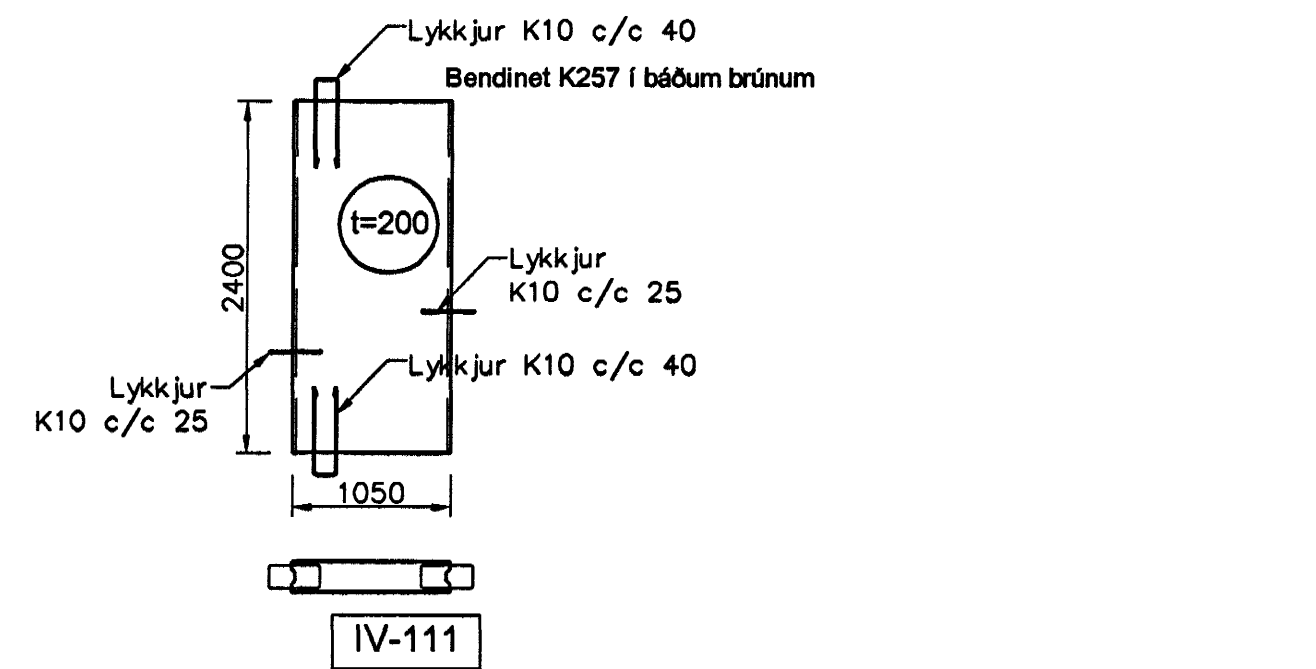 Lykkjur K10 c/c 40
Bendinet K257 í báðum brúnum
t=200
2400
Lykkjur
K10 c/c 25
Lykkjur K10 c/c 40
Lykkjur
K10 c/c 25
1050
IV-111